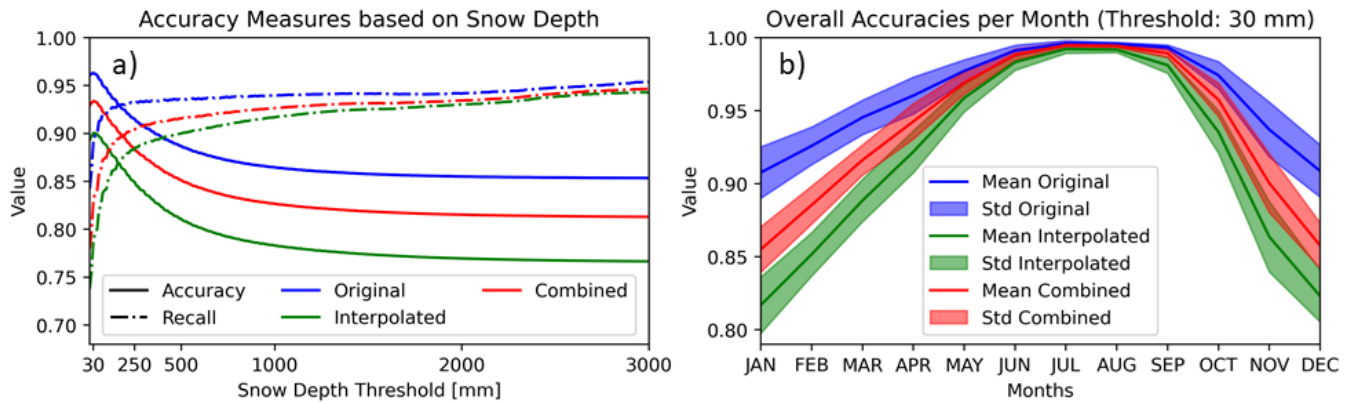 Accuracy Measures based on Snow Depth
a)
Value
1.00
0.95
0.90
0.85
0.80
0.75
0.70
Accuracy
Recall
Original
Interpolated
Combined
30 250 500 1000 2000 3000
Snow Depth Threshold [mm]
Overall Accuracies per Month (Threshold: 30 mm)
b)
Value
1.00
0.95
0.90
0.85
0.80
Mean Original
Std Original
Mean Interpolated
Std Interpolated
Mean Combined
Std Combined
JAN FEB MAR APR MAY JUN JUL AUG SEP OCT NOV DEC
Months